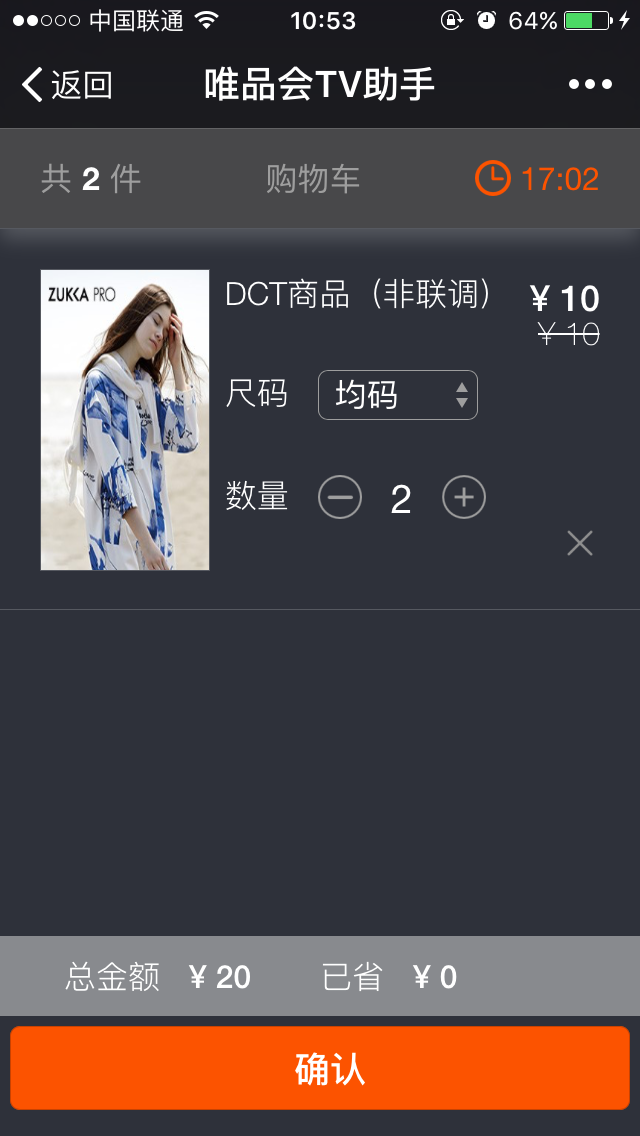 中国联通 10:53 64%
返回 唯品会TV助手
共 2 件 购物车 17:02
ZUKKA PRO
DCT商品（非联调） ¥ 10
¥ 10
尺码 均码
数量 2
总金额 ¥ 20 已省 ¥ 0
确认